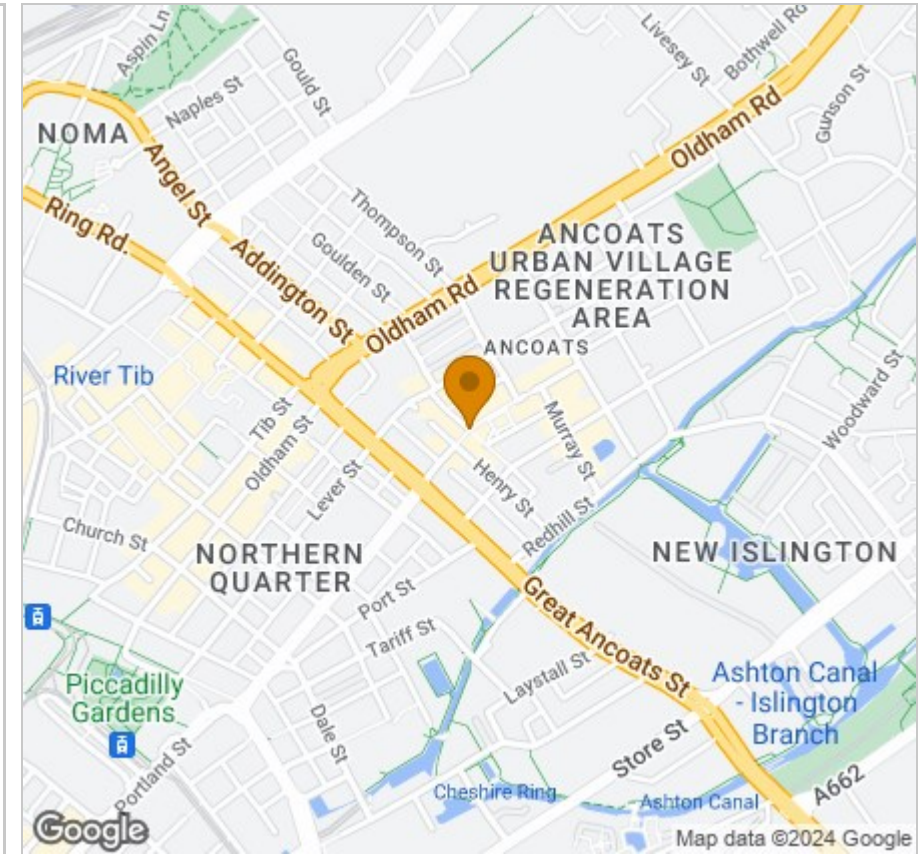 Aspin Ln
Gould St
Livesey St
Bothwell Rd
Naples St
Gunson St
NOMA
Angel St
Oldham Rd
Ring Rd.
Thompson St
ANCOATS
URBAN VILLAGE
REGENERATION
AREA
Addington St
Goulden St
Oldham Rd
ANCOATS
River Tib
Woodward St
Tib St
Oldham St
Murray St
Lever St
Henry St
Church St
Redhill St
NORTHERN
QUARTER
NEW ISLINGTON
Port St
Great Ancoats St
Tariff St
Piccadilly
Gardens
Laystall St
Ashton Canal
- Islington
Branch
Dale St
Store St
Portland St
A662
Cheshire Ring
Ashton Canal
Google
Map data ©2024 Google